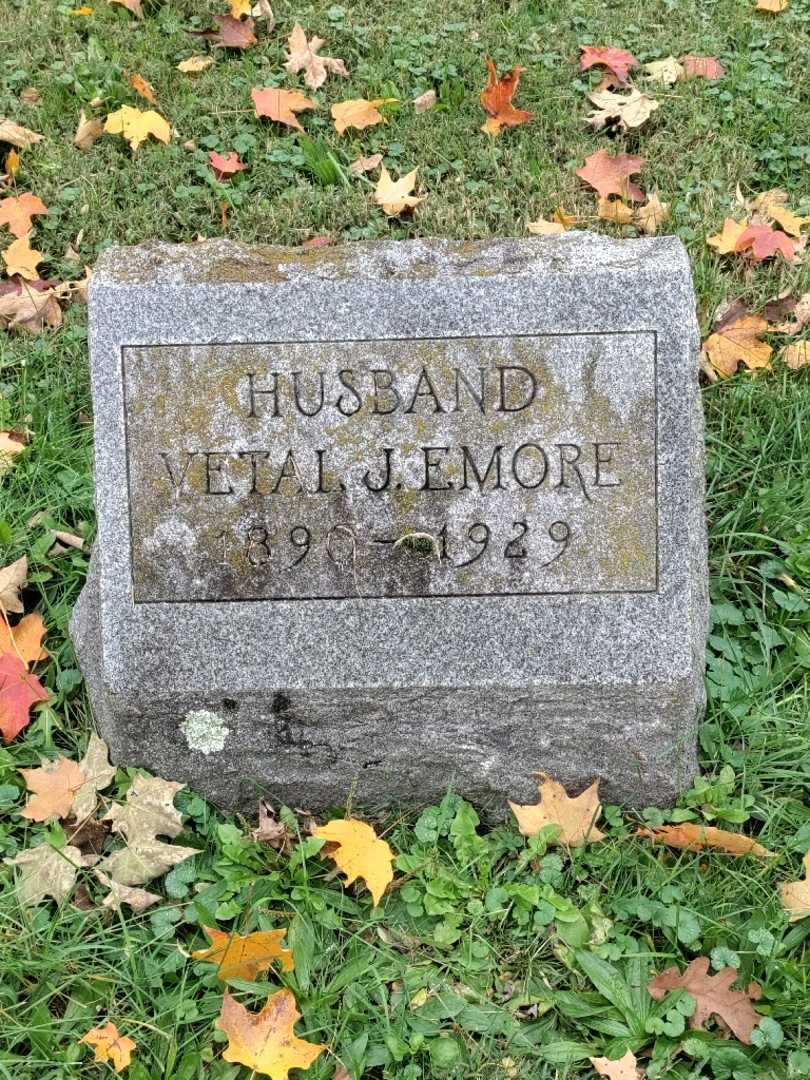 HUSBAND
VETAL J. EMORE
1890 – 1929